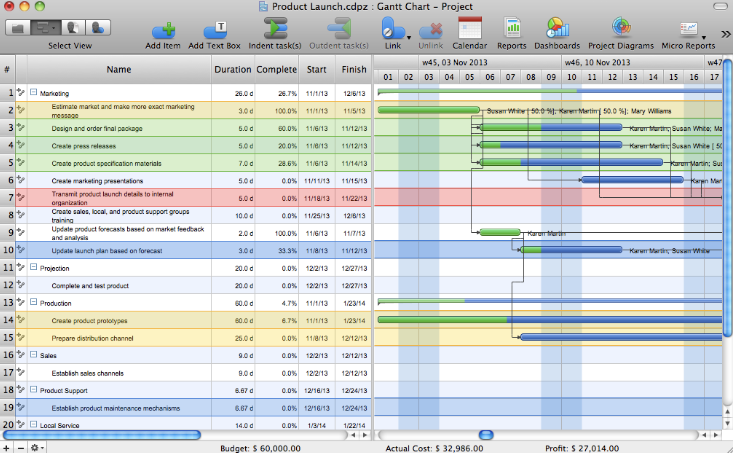 Product Launch.cdpz : Gantt Chart – Project
Select View
Add Item
Add Text Box
Indent task(s)
Outdent task(s)
Link
Unlink
Calendar
Reports
Dashboards
Project Diagrams
Micro Reports
# Name Duration Complete Start Finish
w45, 03 Nov 2013 w46, 10 Nov 2013 w47
01 02 03 04 05 06 07 08 09 10 11 12 13 14 15 16 17
1 Marketing 26.0 d 26.7% 11/1/13 12/6/13
2 Estimate market and make more exact marketing message 3.0 d 100.0% 11/1/13 11/5/13
Susan White [ 50.0 %]; Karen Martin [ 50.0 %]; Mary Williams
3 Design and order final package 5.0 d 60.0% 11/6/13 11/12/13
Karen Martin; Susan White; Ma
4 Create press releases 5.0 d 20.0% 11/6/13 11/12/13
Karen Martin; Susan White [ 50
5 Create product specification materials 7.0 d 28.6% 11/6/13 11/14/13
Karen Martin; Sus
6 Create marketing presentations 5.0 d 0.0% 11/11/13 11/15/13
Karen Mar
7 Transmit product launch details to internal organization 5.0 d 0.0% 11/18/13 11/22/13
8 Create sales, local, and product support groups training 10.0 d 0.0% 11/25/13 12/6/13
9 Update product forecasts based on market feedback and analysis 2.0 d 100.0% 11/6/13 11/7/13
Karen Martin
10 Update launch plan based on forecast 3.0 d 33.3% 11/8/13 11/12/13
Karen Martin, Susan White
11 Projection 20.0 d 0.0% 12/2/13 12/27/13
12 Complete and test product 20.0 d 0.0% 12/2/13 12/27/13
13 Production 60.0 d 4.7% 11/1/13 1/23/14
14 Create product prototypes 60.0 d 6.7% 11/1/13 1/23/14
15 Prepare distribution channel 25.0 d 0.0% 11/8/13 12/12/13
16 Sales 9.0 d 0.0% 12/2/13 12/12/13
17 Establish sales channels 9.0 d 0.0% 12/2/13 12/12/13
18 Product Support 6.67 d 0.0% 12/16/13 12/24/13
19 Establish product maintenance mechanisms 6.67 d 0.0% 12/16/13 12/24/13
20 Local Service 14.0 d 0.0% 1/3/14 1/22/14
Budget: $ 60,000.00 Actual Cost: $ 32,986.00 Profit: $ 27,014.00